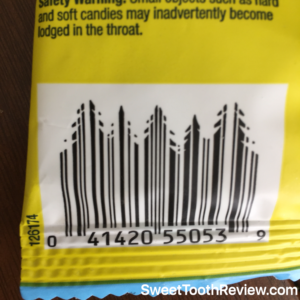 Safety Warning: Small objects such as hard
and soft candies may inadvertently become
lodged in the throat.
126174
0 41420 55053 9
SweetToothReview.com